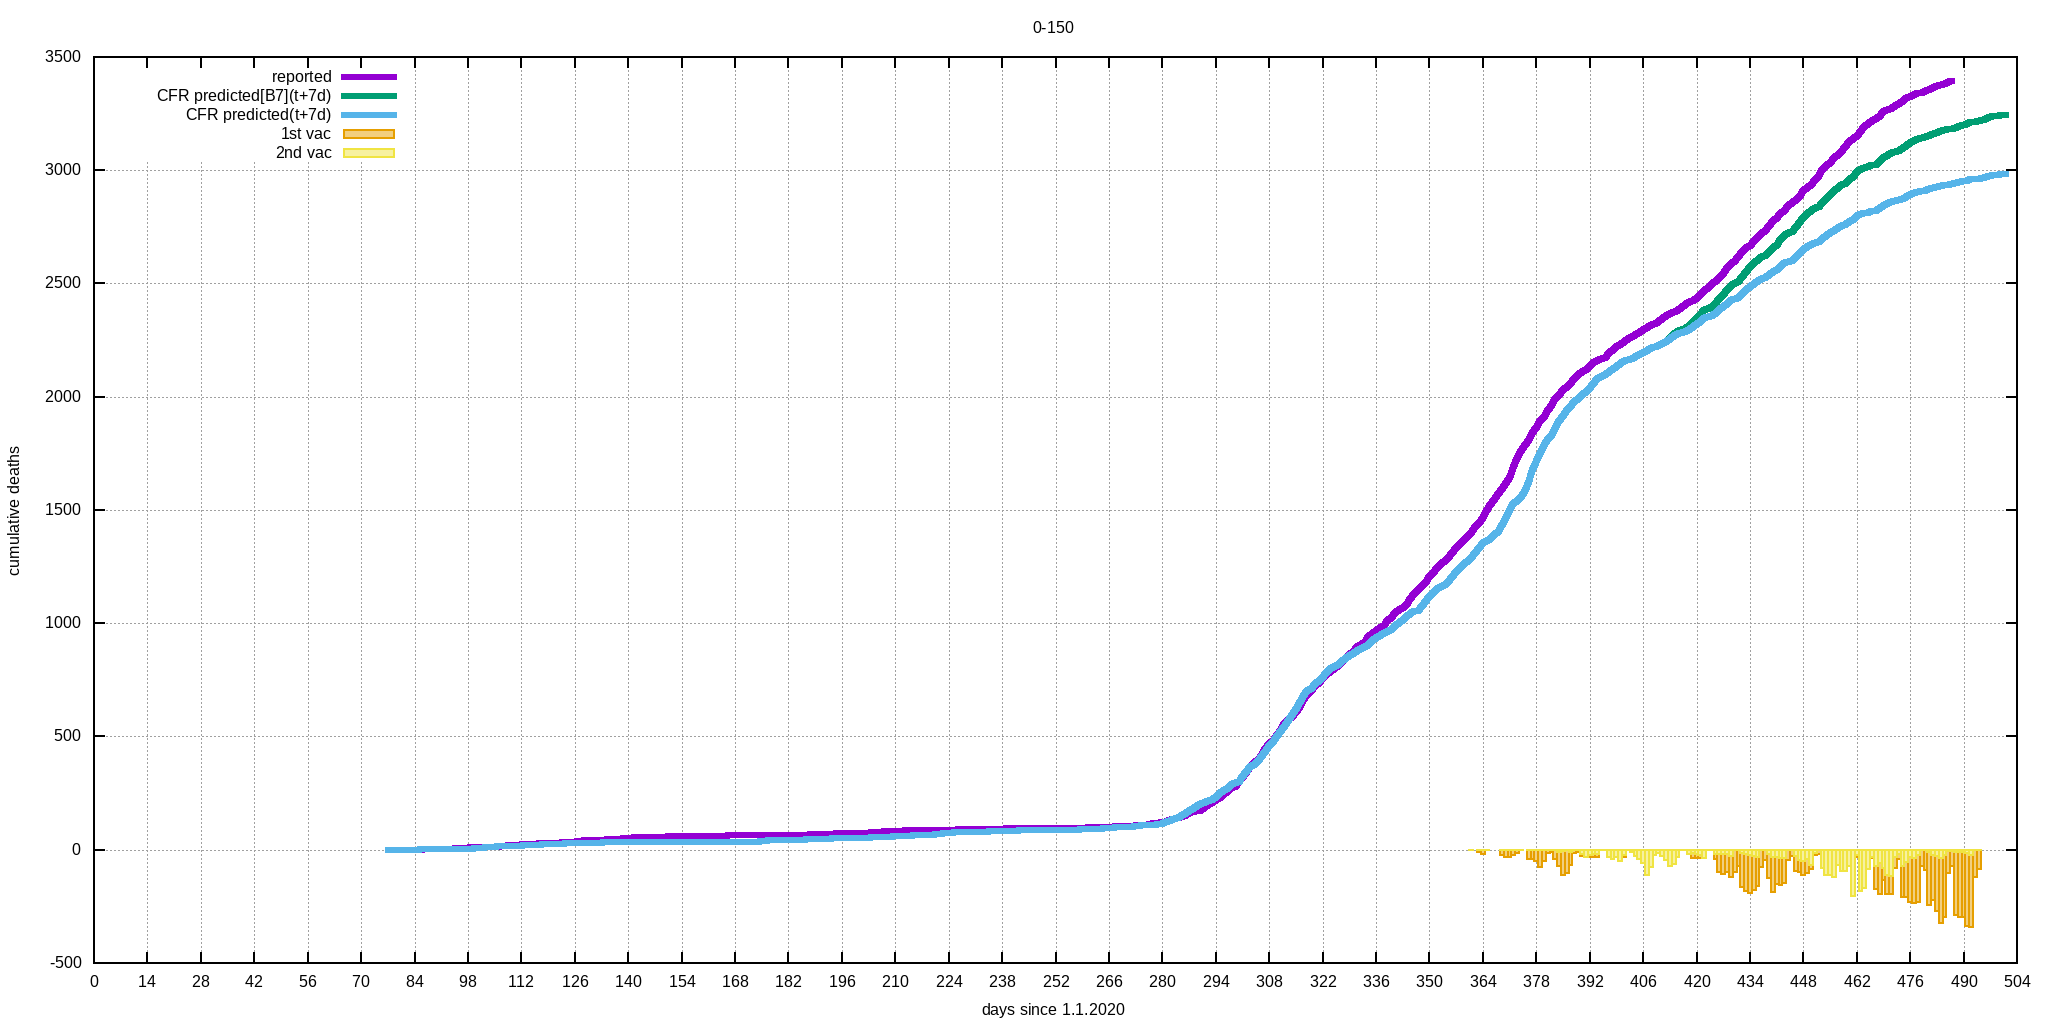 0-150
3500
3000
2500
2000
1500
1000
500
0
-500
reported
CFR predicted[B7](t+7d)
CFR predicted(t+7d)
1st vac
2nd vac
cumulative deaths
0 14 28 42 56 70 84 98 112 126 140 154 168 182 196 210 224 238 252 266 280 294 308 322 336 350 364 378 392 406 420 434 448 462 476 490 504
days since 1.1.2020